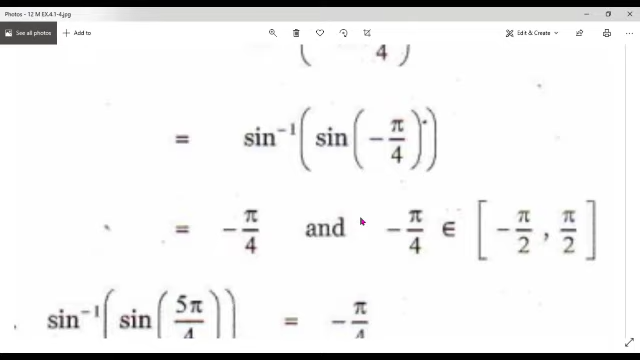 Photos - 12 M EX.4.1-4.jpg
See all photos + Add to
Edit & Create
( 4 )
= sin⁻¹(sin(−π/4))
= −π/4 and −π/4 ∈ [−π/2, π/2]
sin⁻¹(sin(5π/4)) = −π/4